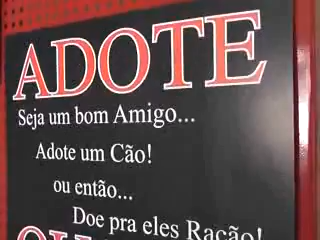 ADOTE
Seja um bom Amigo...
Adote um Cão!
ou então...
Doe pra eles Ração!